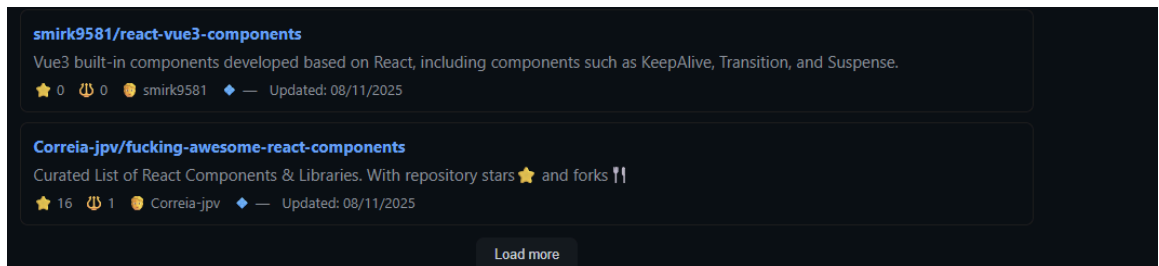 smirk9581/react-vue3-components
Vue3 built-in components developed based on React, including components such as KeepAlive, Transition, and Suspense.
⭐ 0 0 smirk9581 🔹 — Updated: 08/11/2025
Correia-jpv/fucking-awesome-react-components
Curated List of React Components & Libraries. With repository stars⭐ and forks🍴
⭐ 16 1 Correia-jpv 🔹 — Updated: 08/11/2025
Load more